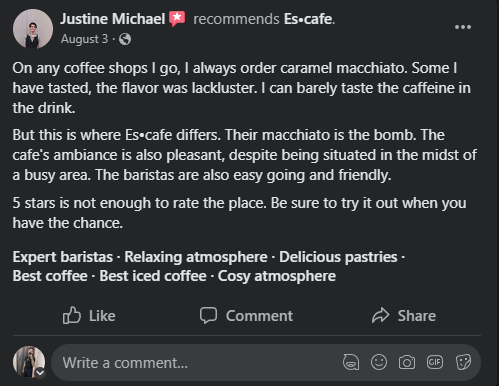 Justine Michael recommends Es•cafe.
August 3 ·
On any coffee shops I go, I always order caramel macchiato. Some I
have tasted, the flavor was lackluster. I can barely taste the caffeine in
the drink.
But this is where Es•cafe differs. Their macchiato is the bomb. The
cafe's ambiance is also pleasant, despite being situated in the midst of
a busy area. The baristas are also easy going and friendly.
5 stars is not enough to rate the place. Be sure to try it out when you
have the chance.
Expert baristas · Relaxing atmosphere · Delicious pastries ·
Best coffee · Best iced coffee · Cosy atmosphere
Like Comment Share
Write a comment... GIF